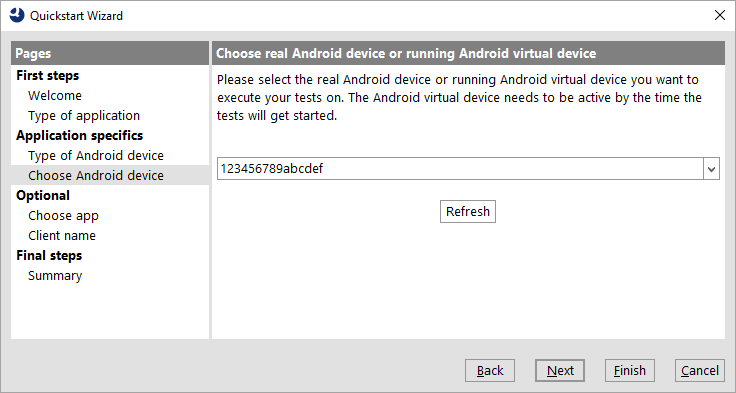 Quickstart Wizard
Pages
First steps
Welcome
Type of application
Application specifics
Type of Android device
Choose Android device
Optional
Choose app
Client name
Final steps
Summary
Choose real Android device or running Android virtual device
Please select the real Android device or running Android virtual device you want to
execute your tests on. The Android virtual device needs to be active by the time the
tests will get started.
123456789abcdef
Refresh
Back
Next
Finish
Cancel